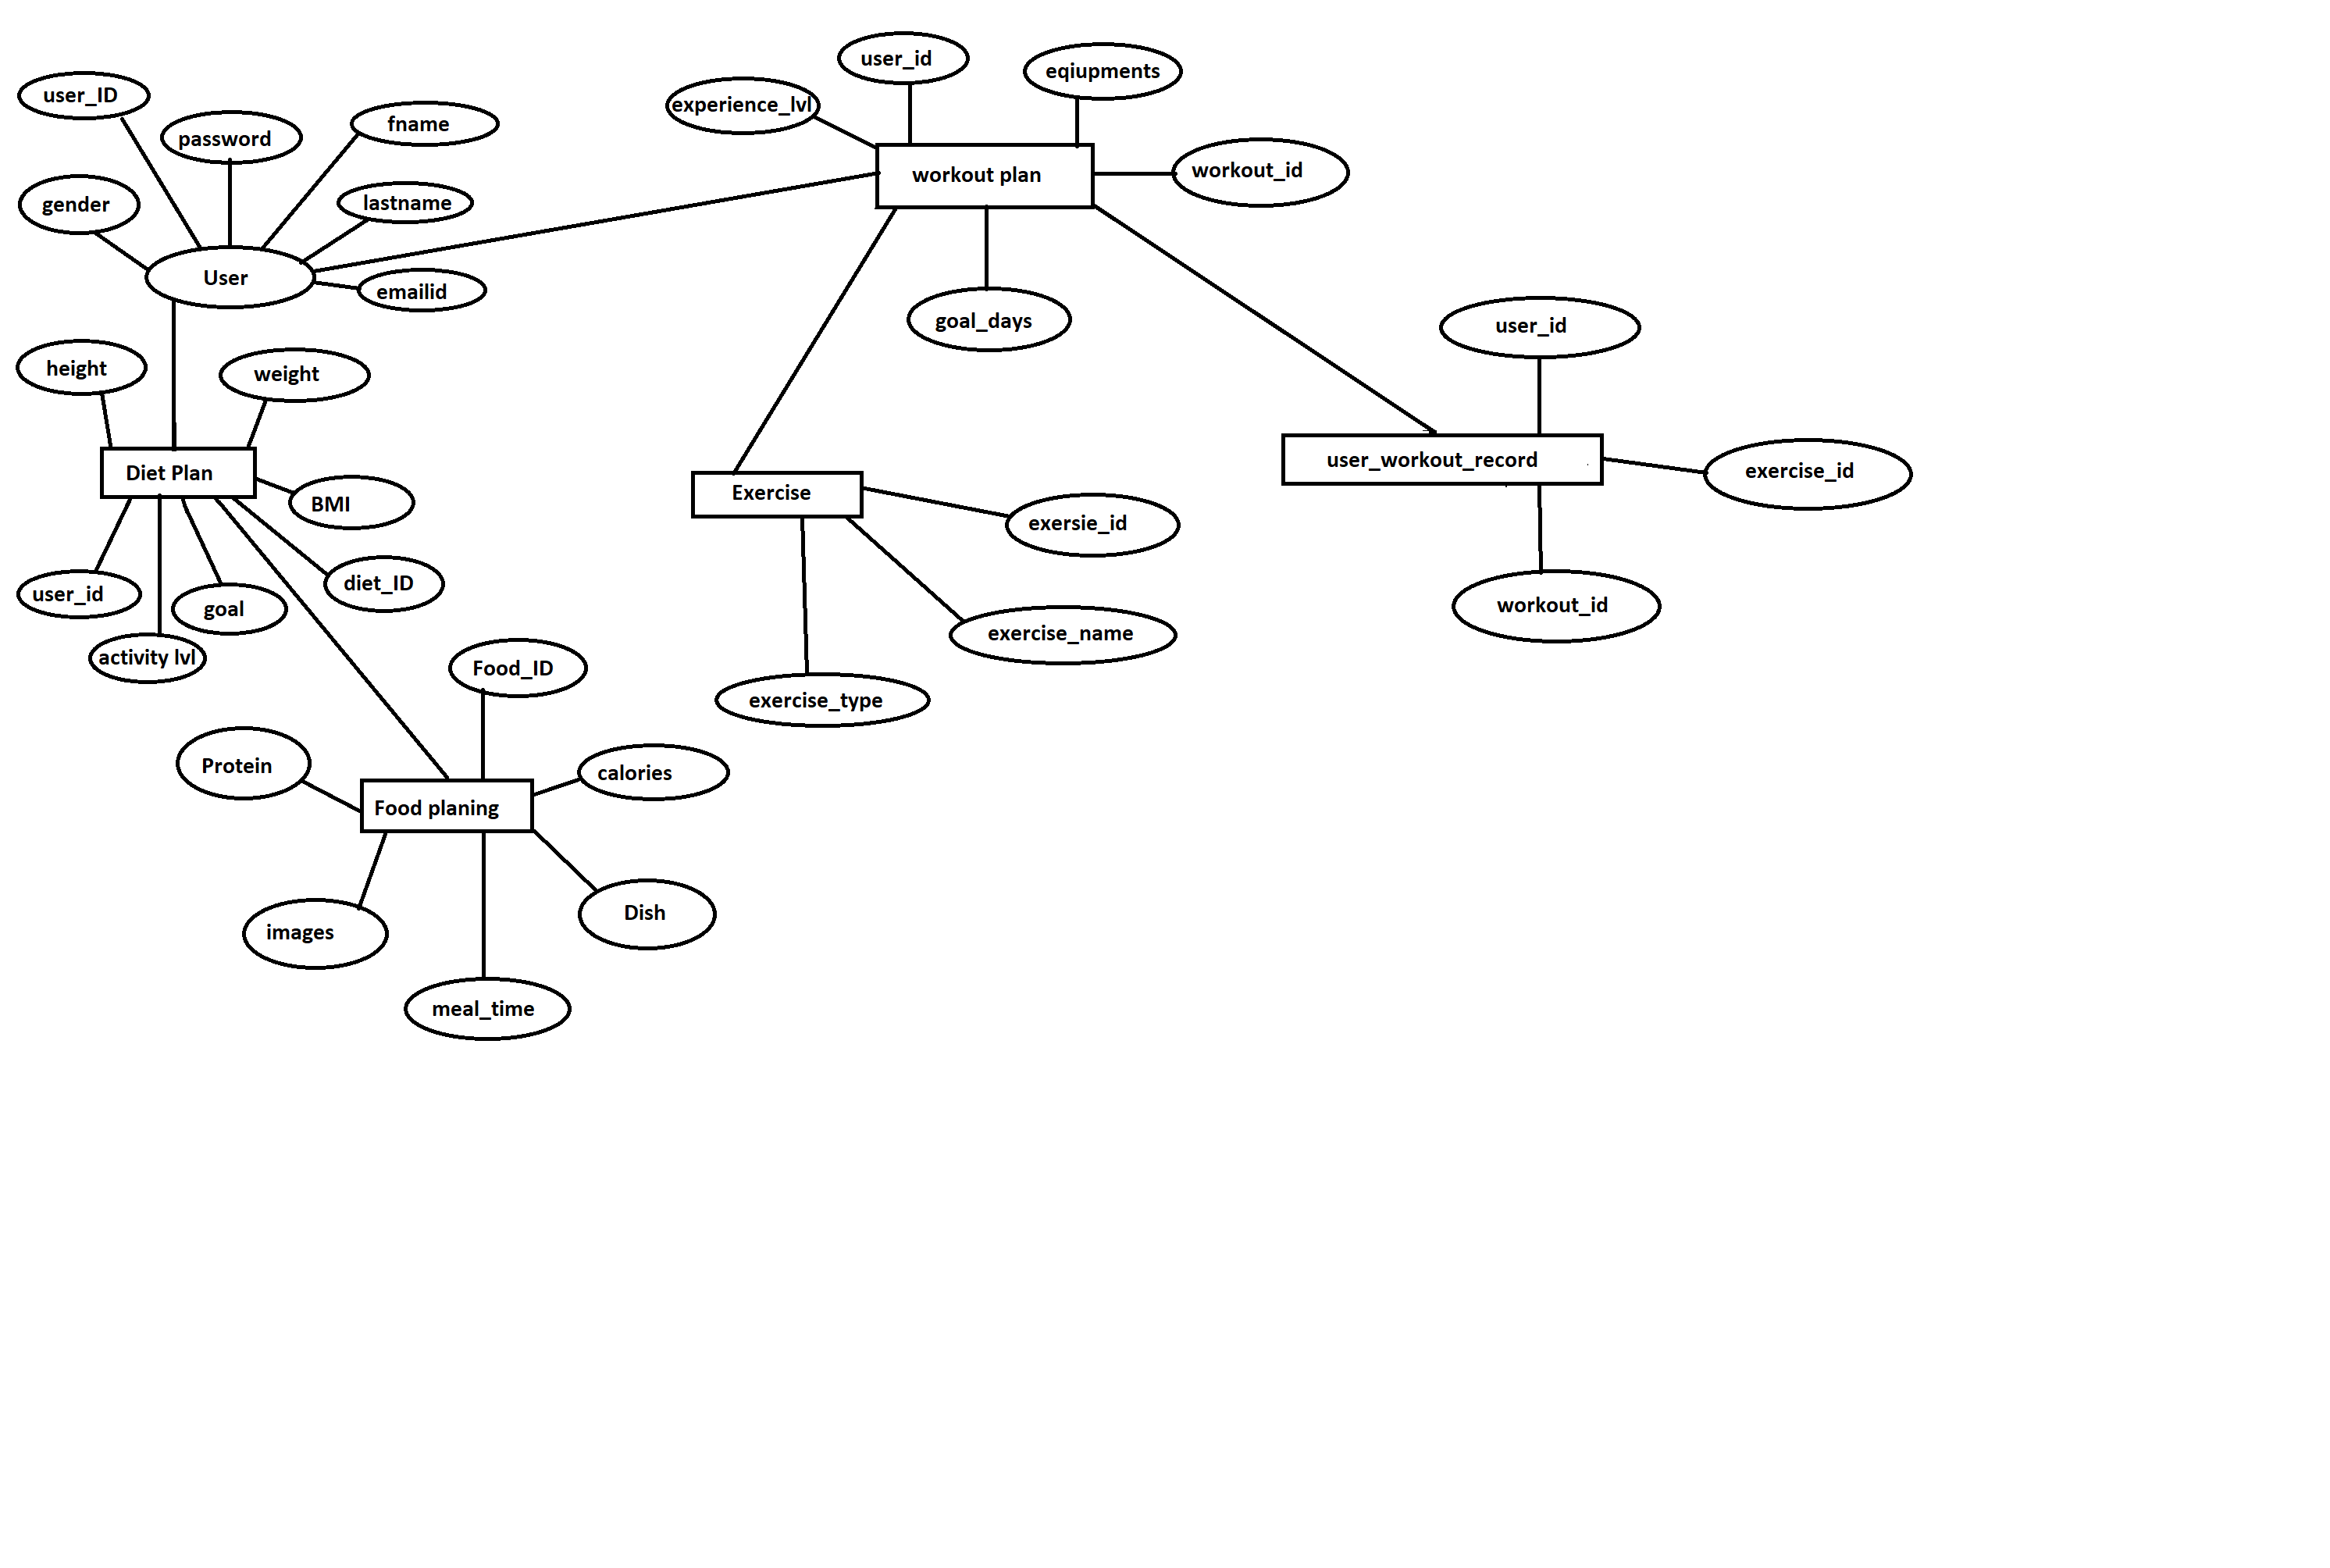 user_id
eqiupments
experience_lvl
user_ID
fname
password
workout_id
workout plan
lastname
gender
User
emailid
goal_days
user_id
height
weight
user_workout_record
exercise_id
Diet Plan
Exercise
BMI
exersie_id
diet_ID
user_id
goal
workout_id
exercise_name
activity lvl
Food_ID
exercise_type
Protein
calories
Food planing
Dish
images
meal_time